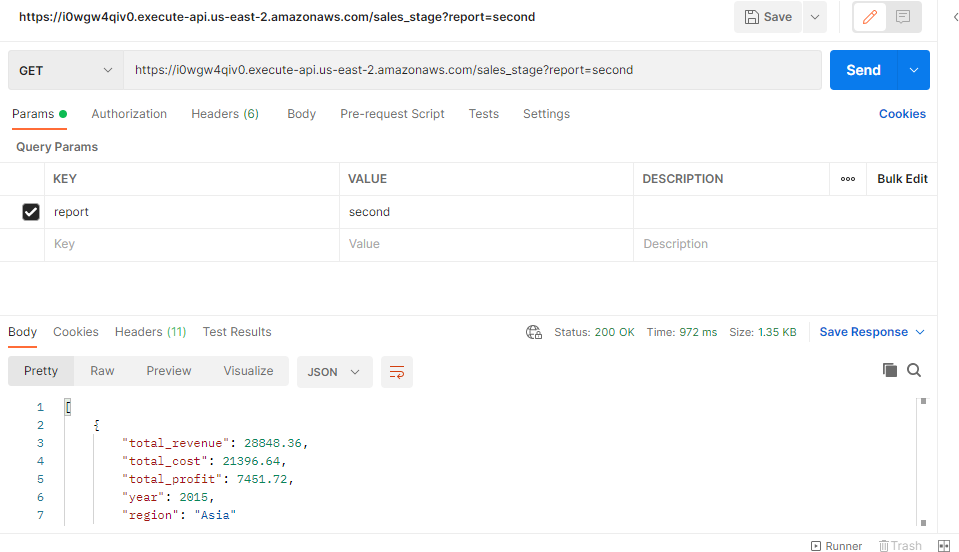 https://i0wgw4qiv0.execute-api.us-east-2.amazonaws.com/sales_stage?report=second Save
GET https://i0wgw4qiv0.execute-api.us-east-2.amazonaws.com/sales_stage?report=second Send
Params Authorization Headers (6) Body Pre-request Script Tests Settings Cookies
Query Params
KEY VALUE DESCRIPTION Bulk Edit
report second
Key Value Description
Body Cookies Headers (11) Test Results Status: 200 OK Time: 972 ms Size: 1.35 KB Save Response
Pretty Raw Preview Visualize JSON
1 [
2 {
3 "total_revenue": 28848.36,
4 "total_cost": 21396.64,
5 "total_profit": 7451.72,
6 "year": 2015,
7 "region": "Asia"
Runner Trash